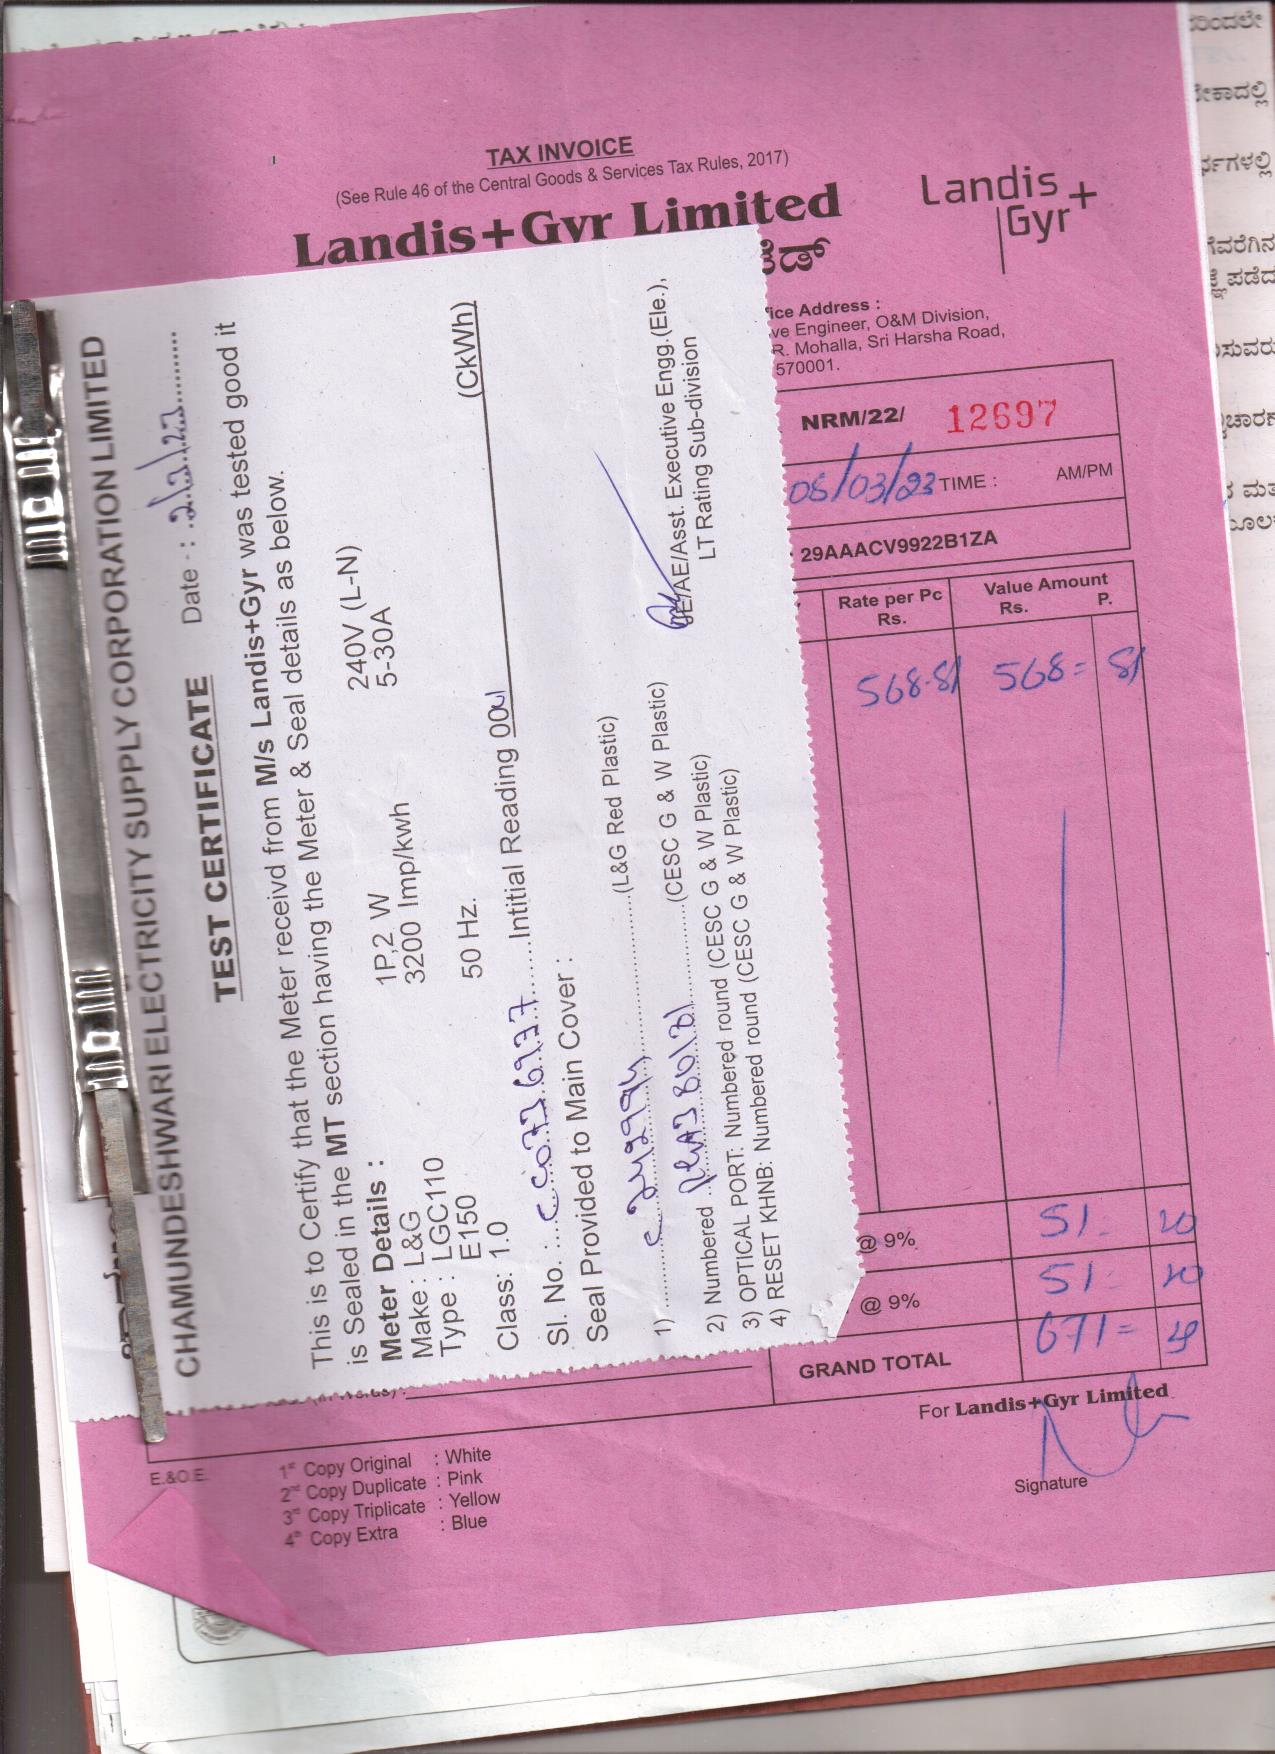 TAX INVOICE
(See Rule 46 of the Central Goods & Services Tax Rules, 2017)
Landis+Gyr Limited
Landis
Gyr+
ice Address :
ve Engineer, O&M Division,
R. Mohalla, Sri Harsha Road,
570001.
NRM/22/ 12697
06/03/23 TIME : AM/PM
29AAACV9922B1ZA
Rate per Pc Rs.
Value Amount
Rs. P.
568.81 568= 81
@ 9% 51- 20
@ 9% 51- 20
GRAND TOTAL 671=
For Landis+Gyr Limited
Signature
E.&O.E.
1st Copy Original : White
2nd Copy Duplicate : Pink
3rd Copy Triplicate : Yellow
4th Copy Extra : Blue
CHAMUNDESHWARI ELECTRICITY SUPPLY CORPORATION LIMITED
TEST CERTIFICATE Date :
This is to Certify that the Meter receivd from M/s Landis+Gyr was tested good it
is Sealed in the MT section having the Meter & Seal details as below.
Meter Details :
Make : L&G 1P,2 W 240V (L-N)
Type : LGC110 3200 Imp/kwh 5-30A
E150
Class: 1.0 50 Hz.
Sl. No. : CC0736977 Intitial Reading 001 (CkWh)
Seal Provided to Main Cover :
1) (L&G Red Plastic)
2) Numbered (CESC G & W Plastic)
3) OPTICAL PORT: Numbered round (CESC G & W Plastic)
4) RESET KHNB: Numbered round (CESC G & W Plastic)
JE/AE/Asst. Executive Engg.(Ele.),
LT Rating Sub-division
ರಿಂದಲೇ
ೇಕಾದಲ್ಲಿ